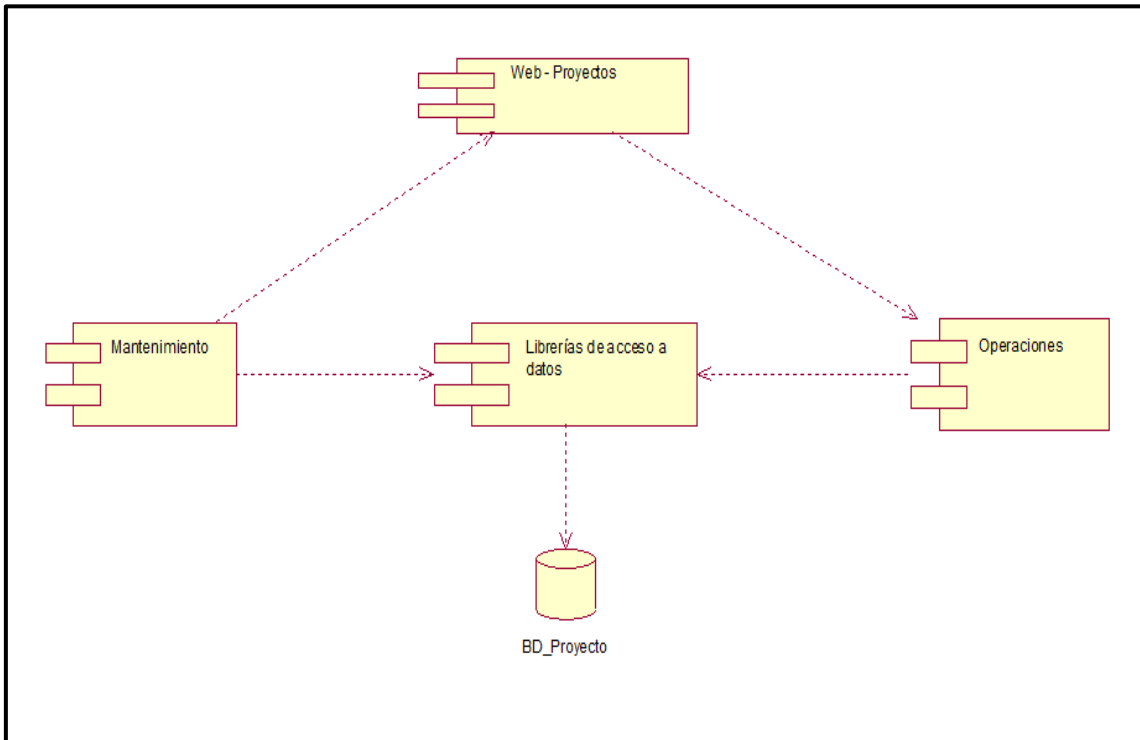 Web - Proyectos
Mantenimiento
Librerías de acceso a
datos
Operaciones
BD_Proyecto